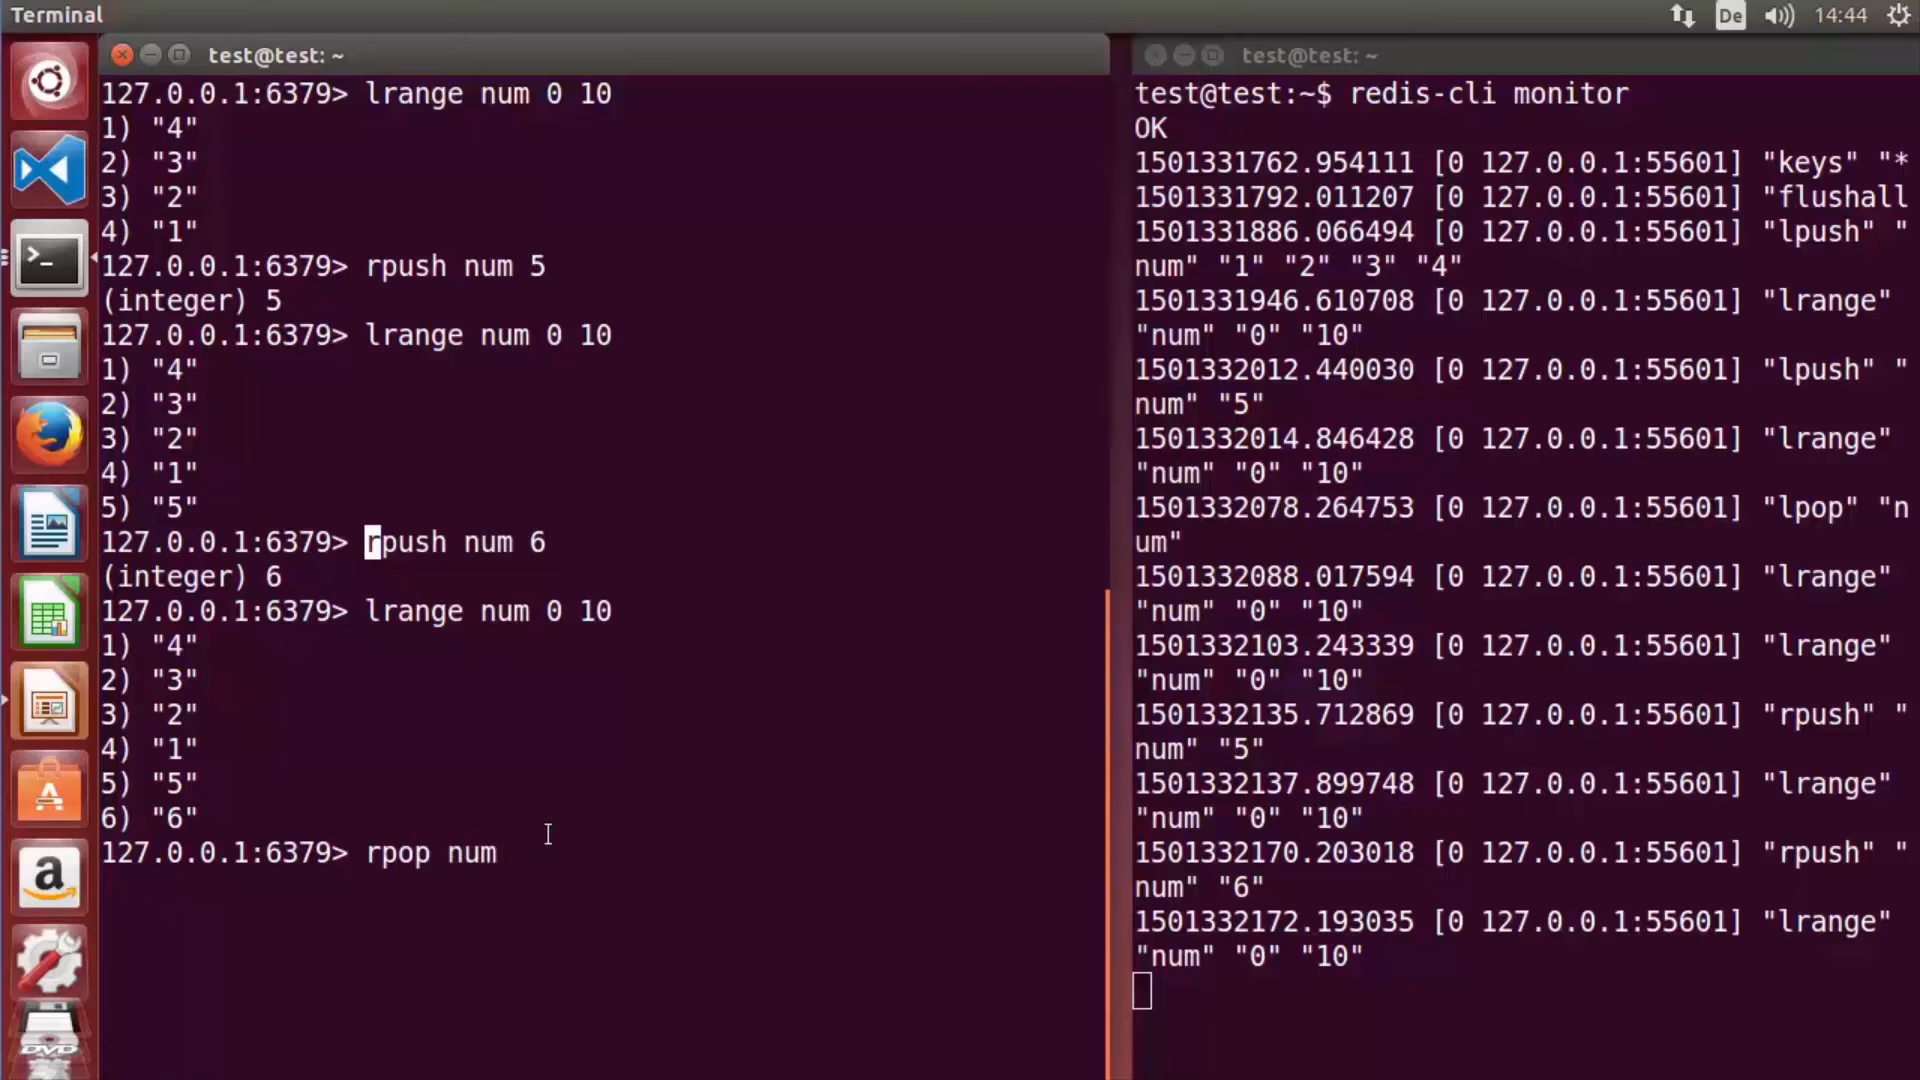 Terminal
De
14:44
test@test: ~
127.0.0.1:6379> lrange num 0 10
1) "4"
2) "3"
3) "2"
4) "1"
127.0.0.1:6379> rpush num 5
(integer) 5
127.0.0.1:6379> lrange num 0 10
1) "4"
2) "3"
3) "2"
4) "1"
5) "5"
127.0.0.1:6379> rpush num 6
(integer) 6
127.0.0.1:6379> lrange num 0 10
1) "4"
2) "3"
3) "2"
4) "1"
5) "5"
6) "6"
127.0.0.1:6379> rpop num
test@test: ~
test@test:~$ redis-cli monitor
OK
1501331762.954111 [0 127.0.0.1:55601] "keys" "*
1501331792.011207 [0 127.0.0.1:55601] "flushall
1501331886.066494 [0 127.0.0.1:55601] "lpush" "
num" "1" "2" "3" "4"
1501331946.610708 [0 127.0.0.1:55601] "lrange"
"num" "0" "10"
1501332012.440030 [0 127.0.0.1:55601] "lpush" "
num" "5"
1501332014.846428 [0 127.0.0.1:55601] "lrange"
"num" "0" "10"
1501332078.264753 [0 127.0.0.1:55601] "lpop" "n
um"
1501332088.017594 [0 127.0.0.1:55601] "lrange"
"num" "0" "10"
1501332103.243339 [0 127.0.0.1:55601] "lrange"
"num" "0" "10"
1501332135.712869 [0 127.0.0.1:55601] "rpush" "
num" "5"
1501332137.899748 [0 127.0.0.1:55601] "lrange"
"num" "0" "10"
1501332170.203018 [0 127.0.0.1:55601] "rpush" "
num" "6"
1501332172.193035 [0 127.0.0.1:55601] "lrange"
"num" "0" "10"
DVD